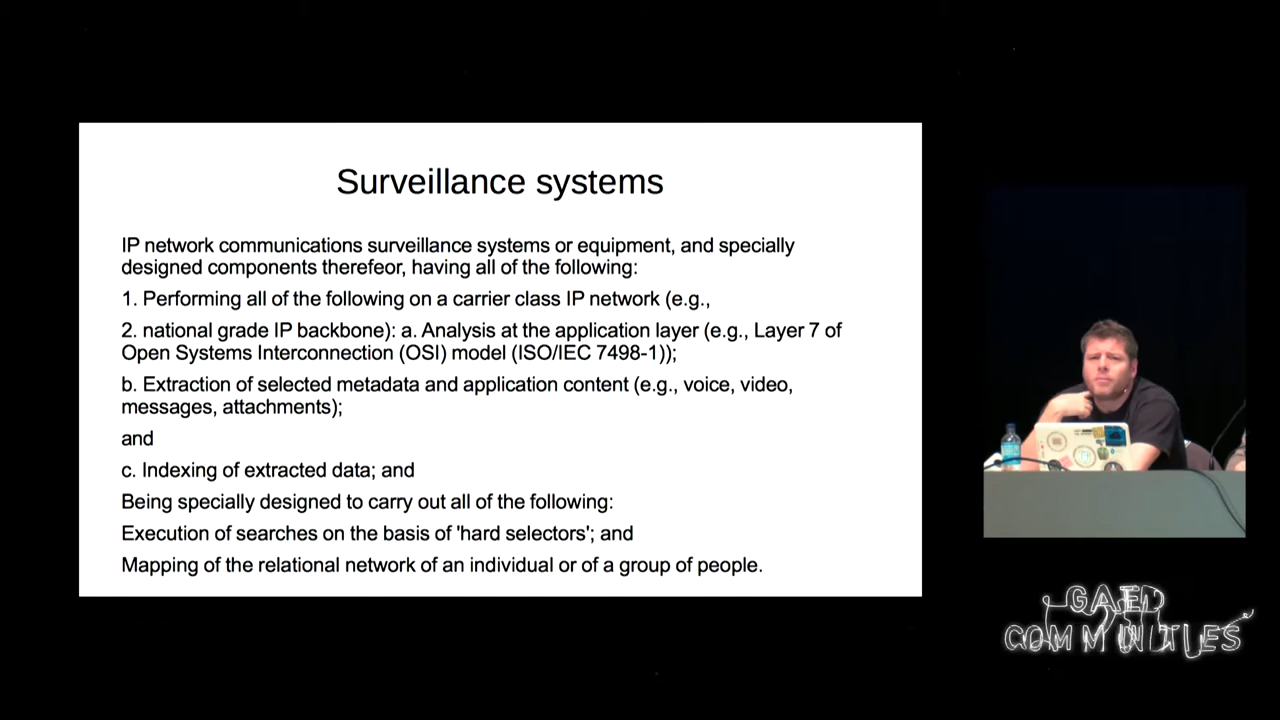 Surveillance systems
IP network communications surveillance systems or equipment, and specially
designed components therefeor, having all of the following:
1. Performing all of the following on a carrier class IP network (e.g.,
2. national grade IP backbone): a. Analysis at the application layer (e.g., Layer 7 of
Open Systems Interconnection (OSI) model (ISO/IEC 7498-1));
b. Extraction of selected metadata and application content (e.g., voice, video,
messages, attachments);
and
c. Indexing of extracted data; and
Being specially designed to carry out all of the following:
Execution of searches on the basis of 'hard selectors'; and
Mapping of the relational network of an individual or of a group of people.
GATED
COMMUNITIES